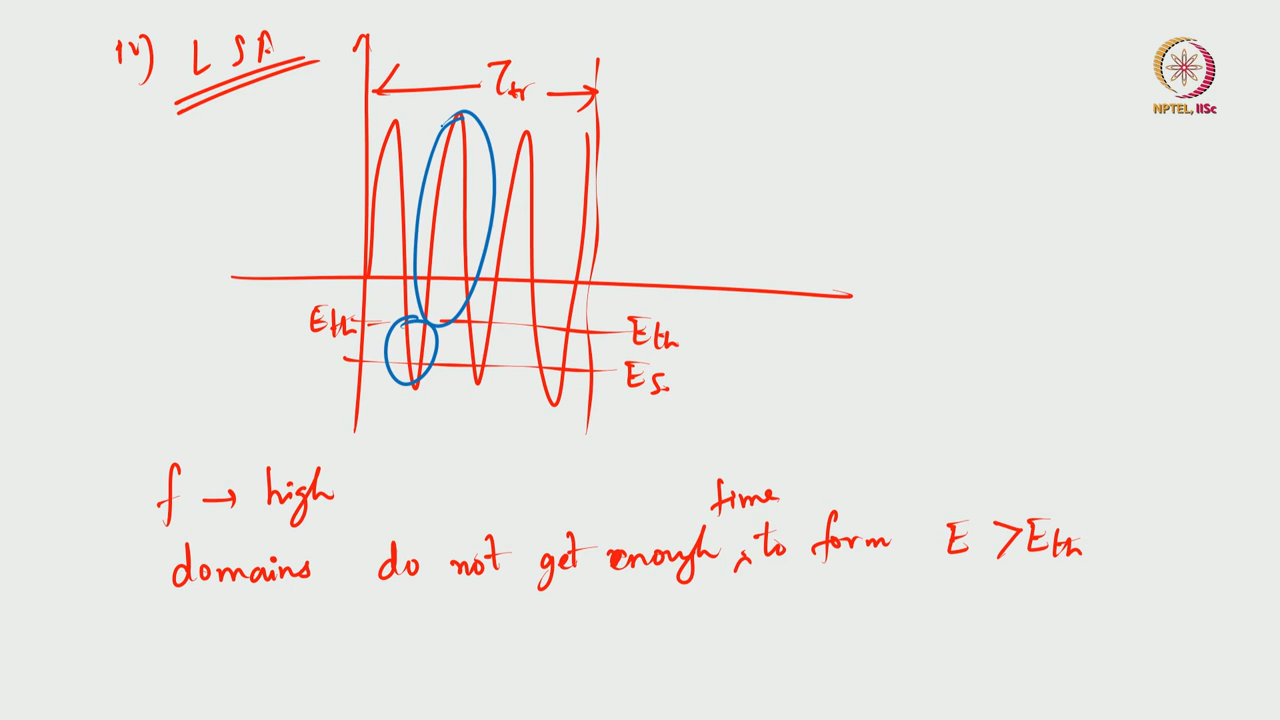 IV) LSA
τtr
NPTEL, IISc
Eth
Eth
Es
f → high
time
domains do not get enough ‸ to form E > Eth